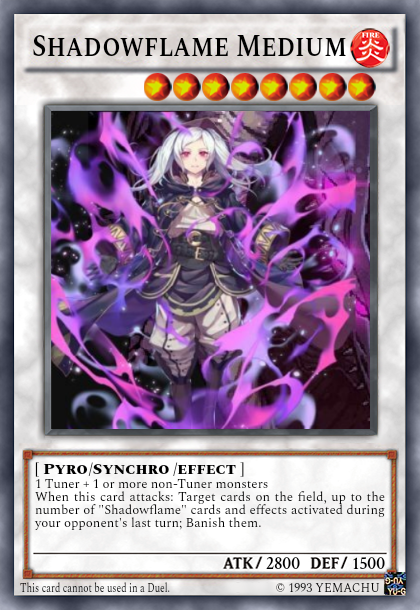 SHADOWFLAME MEDIUM
FIRE
炎
[ PYRO/SYNCHRO /EFFECT ]
1 Tuner + 1 or more non-Tuner monsters
When this card attacks: Target cards on the field, up to the
number of "Shadowflame" cards and effects activated during
your opponent's last turn; Banish them.
ATK/ 2800 DEF/ 1500
This card cannot be used in a Duel.
© 1993 YEMACHU